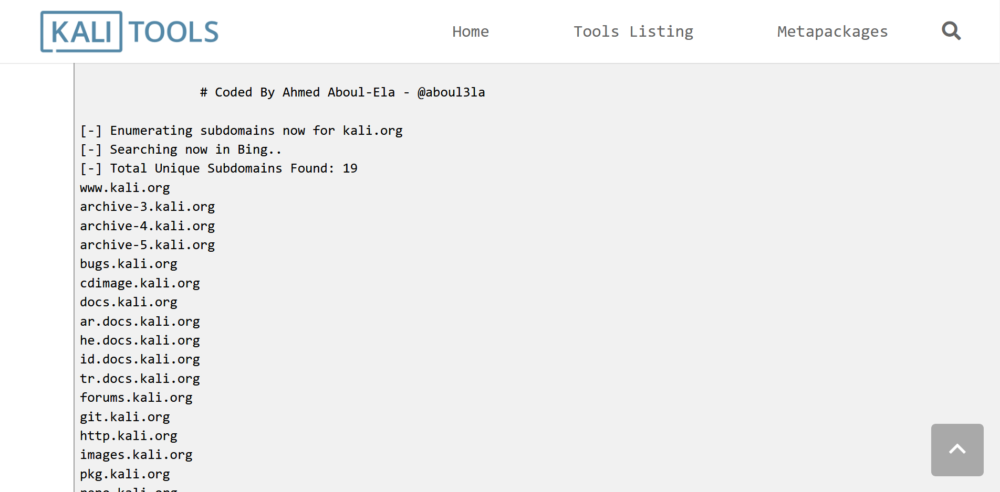 KALI TOOLS
Home
Tools Listing
Metapackages
# Coded By Ahmed Aboul-Ela - @aboul3la
[-] Enumerating subdomains now for kali.org
[-] Searching now in Bing..
[-] Total Unique Subdomains Found: 19
www.kali.org
archive-3.kali.org
archive-4.kali.org
archive-5.kali.org
bugs.kali.org
cdimage.kali.org
docs.kali.org
ar.docs.kali.org
he.docs.kali.org
id.docs.kali.org
tr.docs.kali.org
forums.kali.org
git.kali.org
http.kali.org
images.kali.org
pkg.kali.org